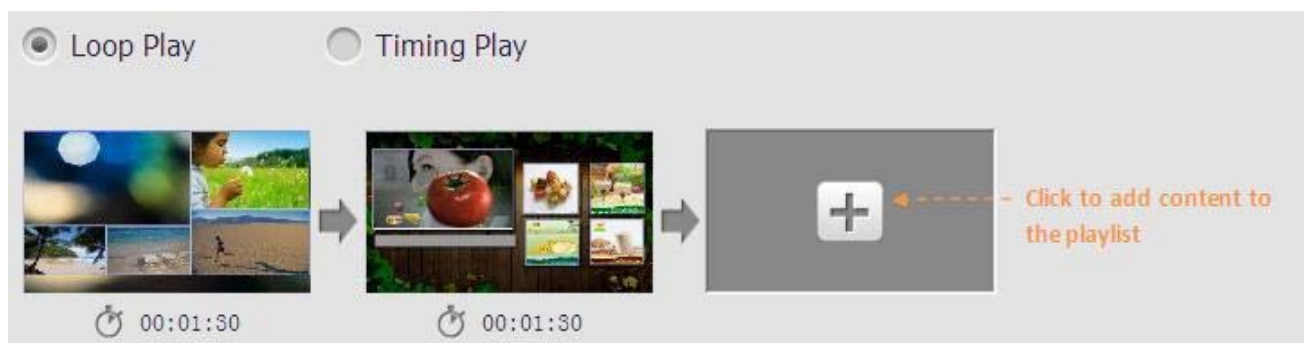 Loop Play
Timing Play
Click to add content to
the playlist
00:01:30
00:01:30